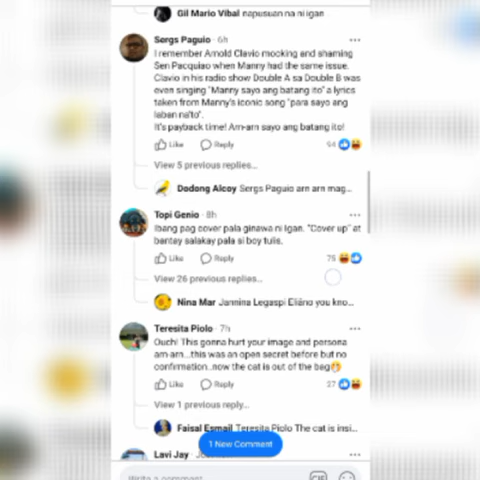 Gil Mario Vibal napusuan na ni igan
Sergs Paguio · 6h
I remember Arnold Clavio mocking and shaming
Sen Pacquiao when Manny had the same issue.
Clavio in his radio show Double A sa Double B was
even singing "Manny sayo ang batang ito" a lyrics
taken from Manny's iconic song "para sayo ang
laban na'to".
It's payback time! Arn-arn sayo ang batang ito!
Like Reply 94
View 5 previous replies...
Dodong Alcoy Sergs Paguio arn arn mag...
Topi Genio · 8h
Ibang pag cover pala ginawa ni Igan. "Cover up" at
bantay salakay pala si boy tulis.
Like Reply 75
View 26 previous replies...
Nina Mar Jannina Legaspi Eliáno you kno...
Teresita Piolo · 7h
Ouch! This gonna hurt your image and persona
arn-arn...this was an open secret before but no
confirmation..now the cat is out of the bag
Like Reply 27
View 1 previous reply...
Faisal Esmail Teresita Piolo The cat is insi...
1 New Comment
Lavi Jay ·
Write a comment...
GIF